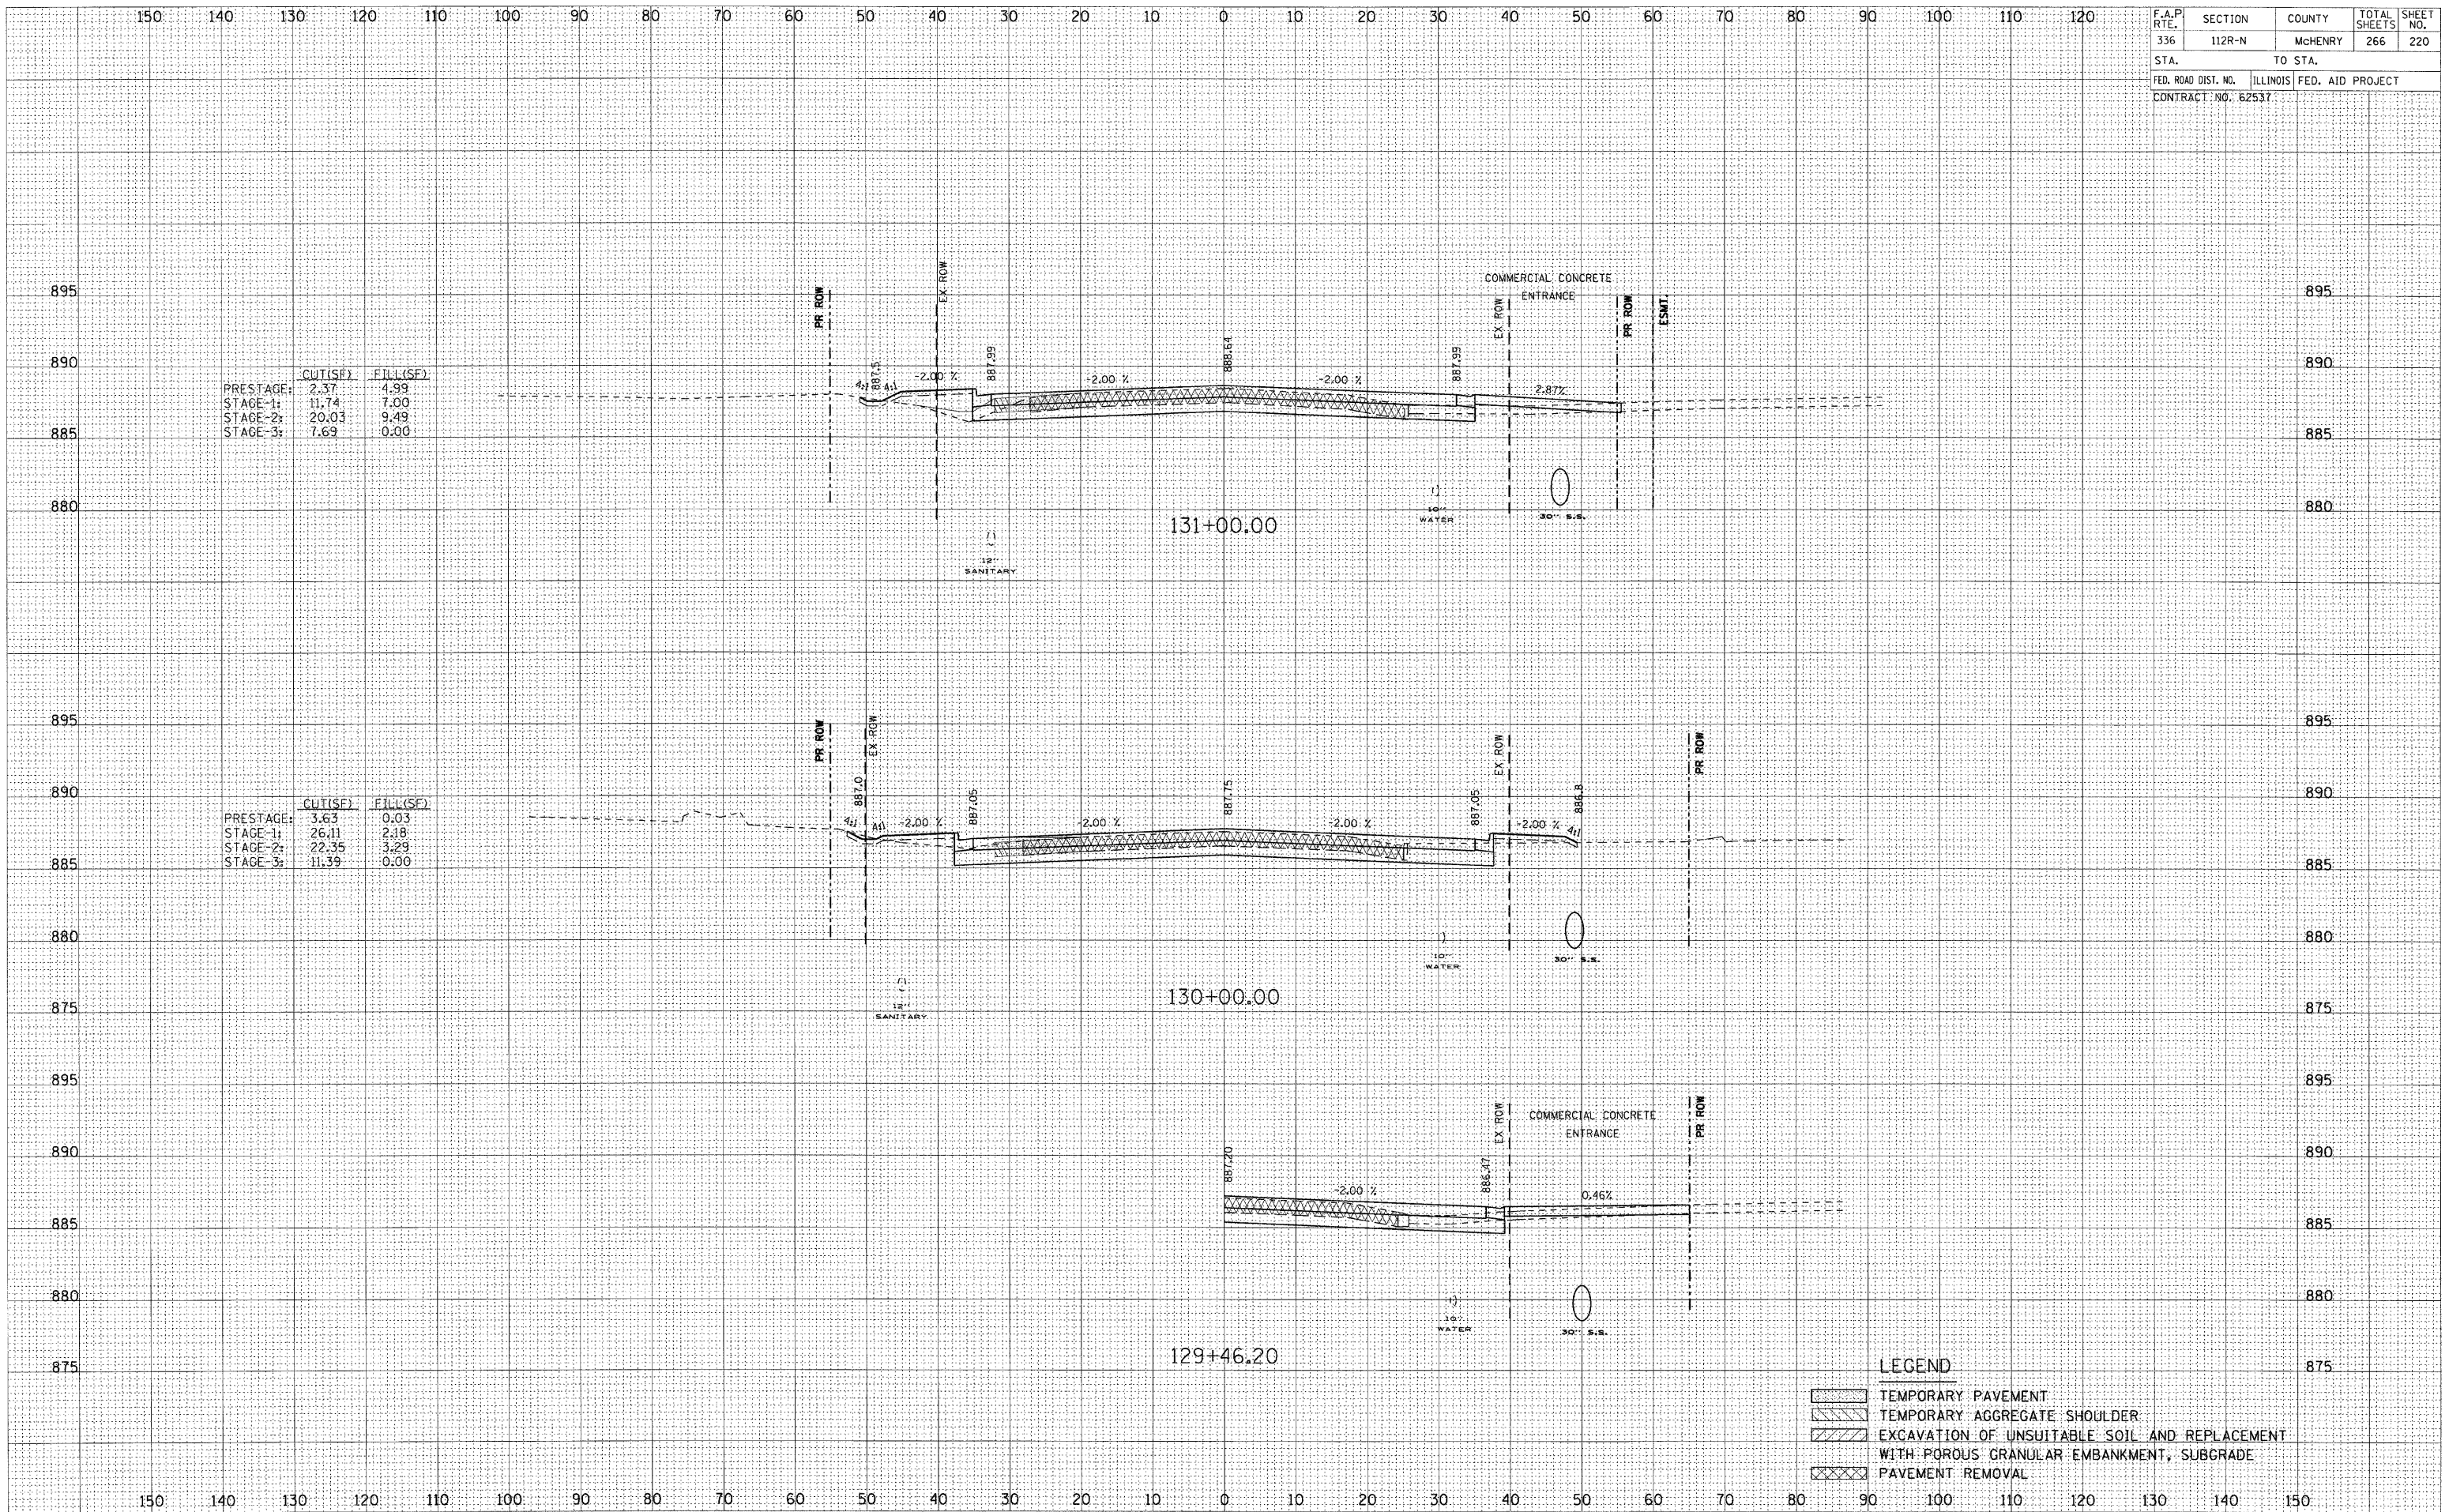 150 140 130 120 110 100 90 80 70 60 50 40 30 20 10 0 10 20 30 40 50 60 70 80 90 100 110 120
F.A.P. RTE. SECTION COUNTY TOTAL SHEETS SHEET NO.
336 112R-N McHENRY 266 220
STA. TO STA.
FED. ROAD DIST. NO. ILLINOIS FED. AID PROJECT
CONTRACT NO. 62537
COMMERCIAL CONCRETE
ENTRANCE
895 PR ROW EX ROW EX ROW PR ROW ESMT. 895
890 887.5 887.99 888.64 887.99 890
4:1 4:1 -2.00 % -2.00 % -2.00 % 2.87%
CUT(SF) FILL(SF)
PRESTAGE: 2.37 4.99
STAGE-1: 11.74 7.00
STAGE-2: 20.03 9.49
STAGE-3: 7.69 0.00
885 885
880 880
10" WATER
30" S.S.
131+00.00
12" SANITARY
895 PR ROW EX ROW EX ROW PR ROW 895
890 887.0 887.05 887.75 887.05 886.8 890
4:1 4:1 -2.00 % -2.00 % -2.00 % -2.00 % 4:1
CUT(SF) FILL(SF)
PRESTAGE: 3.63 0.03
STAGE-1: 26.11 2.18
STAGE-2: 22.35 3.29
STAGE-3: 11.39 0.00
885 885
880 880
10" WATER
30" S.S.
875 875
12" SANITARY
130+00.00
895 895
EX ROW COMMERCIAL CONCRETE PR ROW
ENTRANCE
890 890
887.20 886.47
-2.00 % 0.46%
885 885
880 880
10" WATER
30" S.S.
129+46.20
875 875
LEGEND
TEMPORARY PAVEMENT
TEMPORARY AGGREGATE SHOULDER
EXCAVATION OF UNSUITABLE SOIL AND REPLACEMENT
WITH POROUS GRANULAR EMBANKMENT, SUBGRADE
PAVEMENT REMOVAL
150 140 130 120 110 100 90 80 70 60 50 40 30 20 10 0 10 20 30 40 50 60 70 80 90 100 110 120 130 140 150